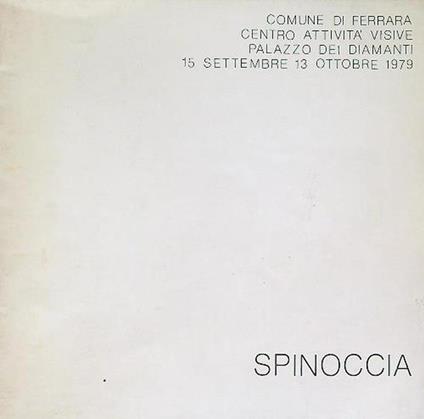 COMUNE DI FERRARA
CENTRO ATTIVITA' VISIVE
PALAZZO DEI DIAMANTI
15 SETTEMBRE 13 OTTOBRE 1979
SPINOCCIA